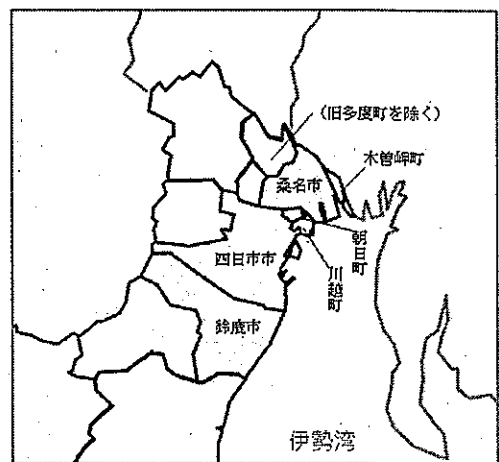 (旧多度町を除く)
木曽岬町
桑名市
朝日町
四日市市
川越町
鈴鹿市
伊勢湾